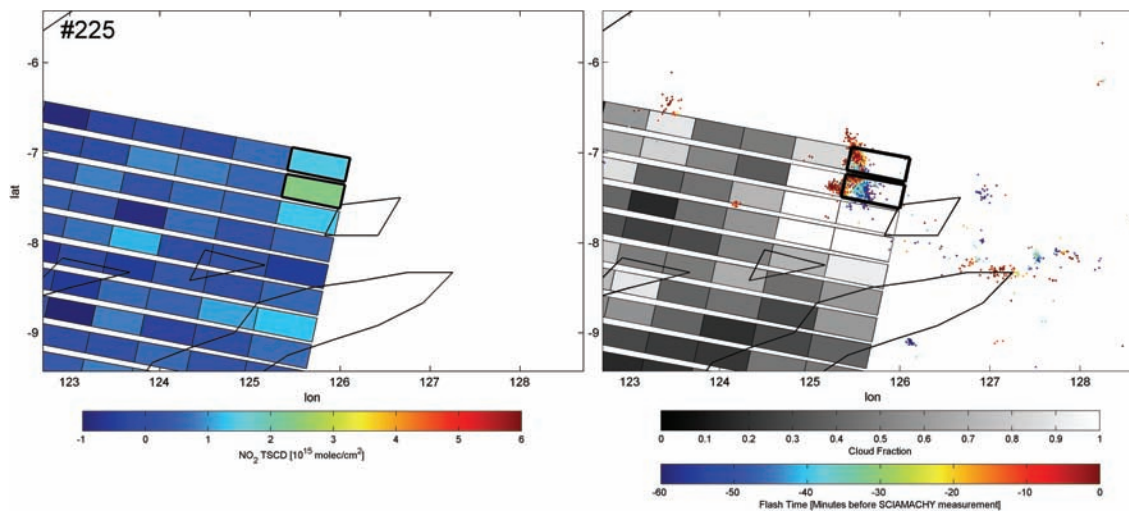 #225
-6
-7
-8
-9
lat
123 124 125 126 127 128
lon
-1 0 1 2 3 4 5 6
NO2 TSCD [10^15 molec/cm^2]
-6
-7
-8
-9
123 124 125 126 127 128
lon
0 0.1 0.2 0.3 0.4 0.5 0.6 0.7 0.8 0.9 1
Cloud Fraction
-60 -50 -40 -30 -20 -10 0
Flash Time [Minutes before SCIAMACHY measurement]